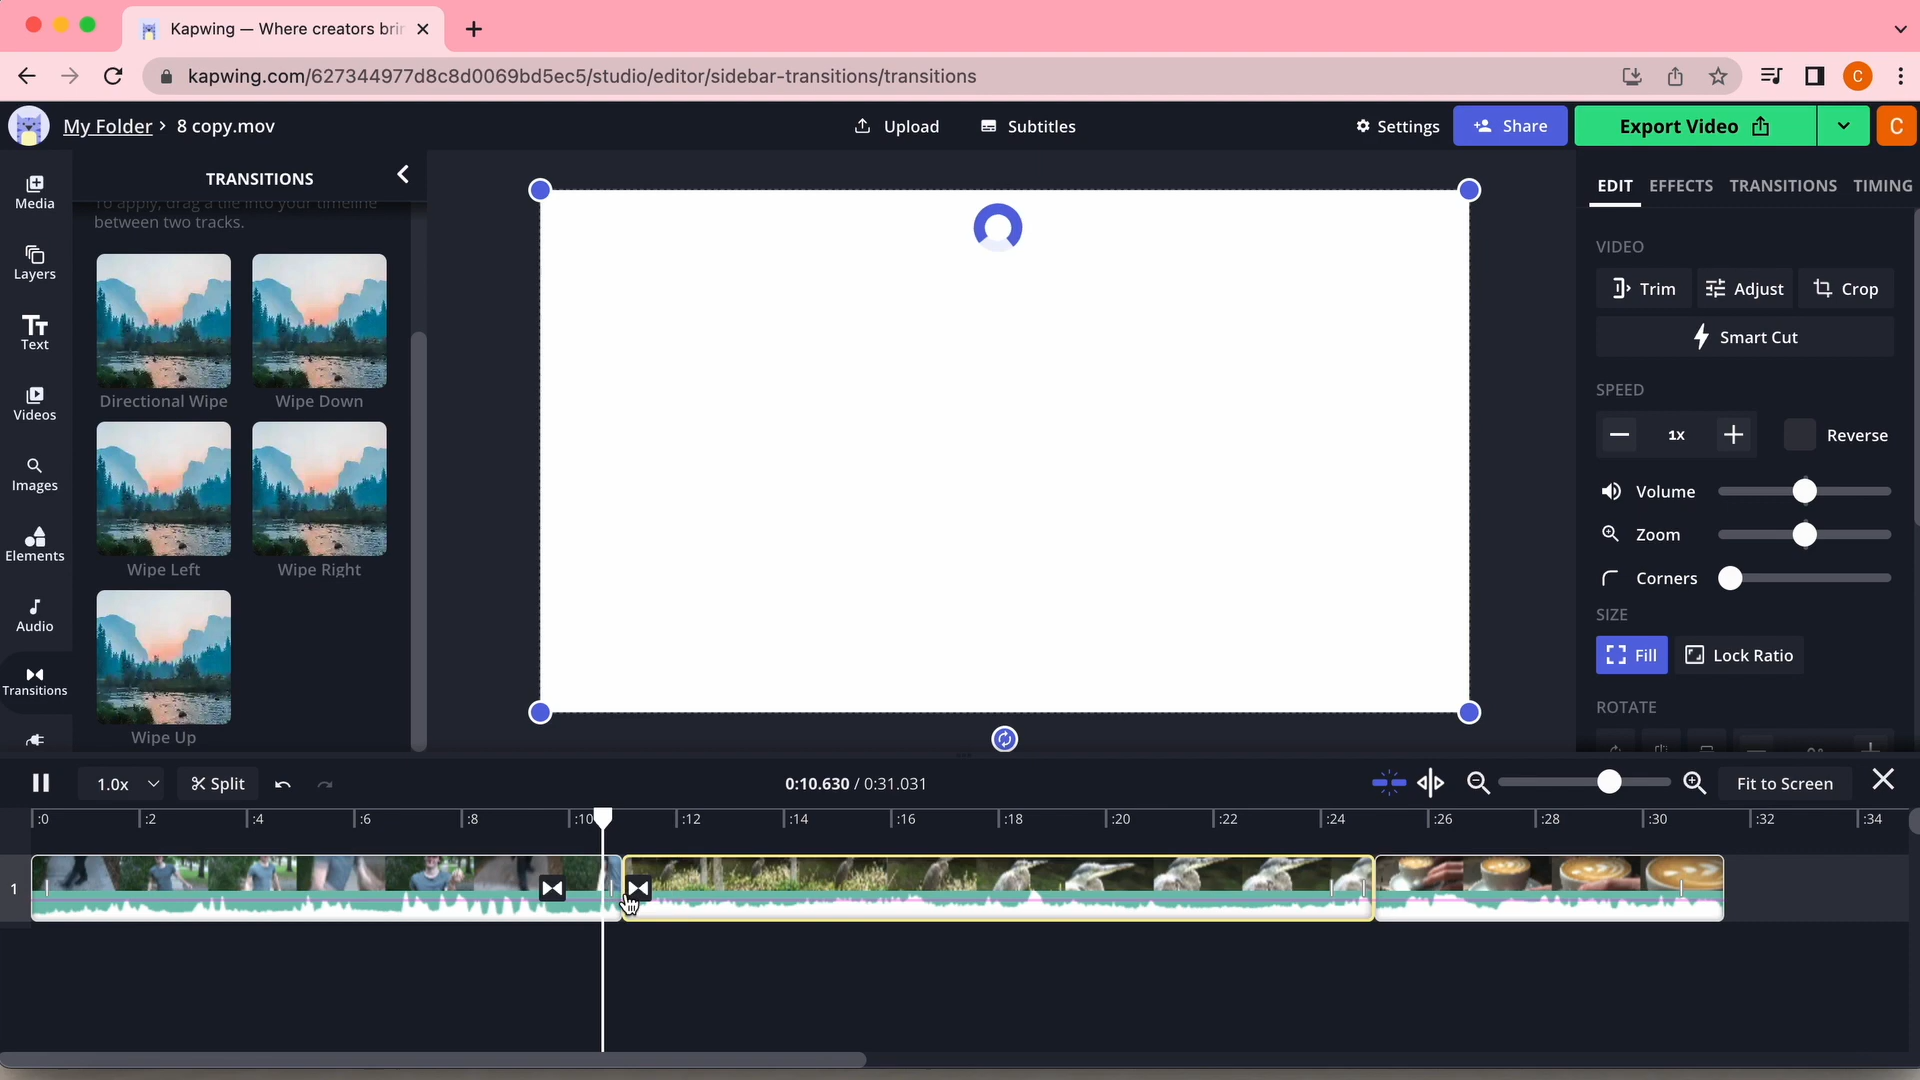 Kapwing — Where creators bri
kapwing.com/627344977d8c8d0069bd5ec5/studio/editor/sidebar-transitions/transitions
C
My Folder › 8 copy.mov
Upload
Subtitles
Settings
Share
Export Video
C
Media
Layers
Text
Videos
Images
Elements
Audio
Transitions
TRANSITIONS
To apply, drag a tile into your timeline
between two tracks.
Directional Wipe
Wipe Down
Wipe Left
Wipe Right
Wipe Up
EDIT
EFFECTS
TRANSITIONS
TIMING
VIDEO
Trim
Adjust
Crop
Smart Cut
SPEED
1x
Reverse
Volume
Zoom
Corners
SIZE
Fill
Lock Ratio
ROTATE
1.0x
Split
0:10.630 / 0:31.031
Fit to Screen
:0
:2
:4
:6
:8
:10
:12
:14
:16
:18
:20
:22
:24
:26
:28
:30
:32
:34
1